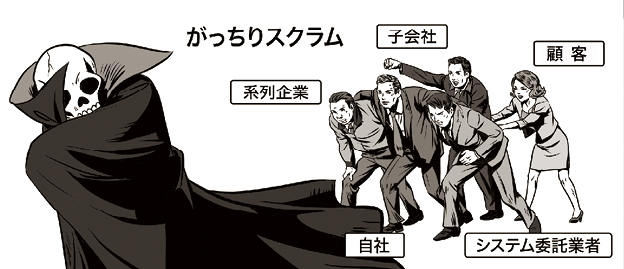 がっちりスクラム
子会社
顧客
系列企業
自社
システム委託業者